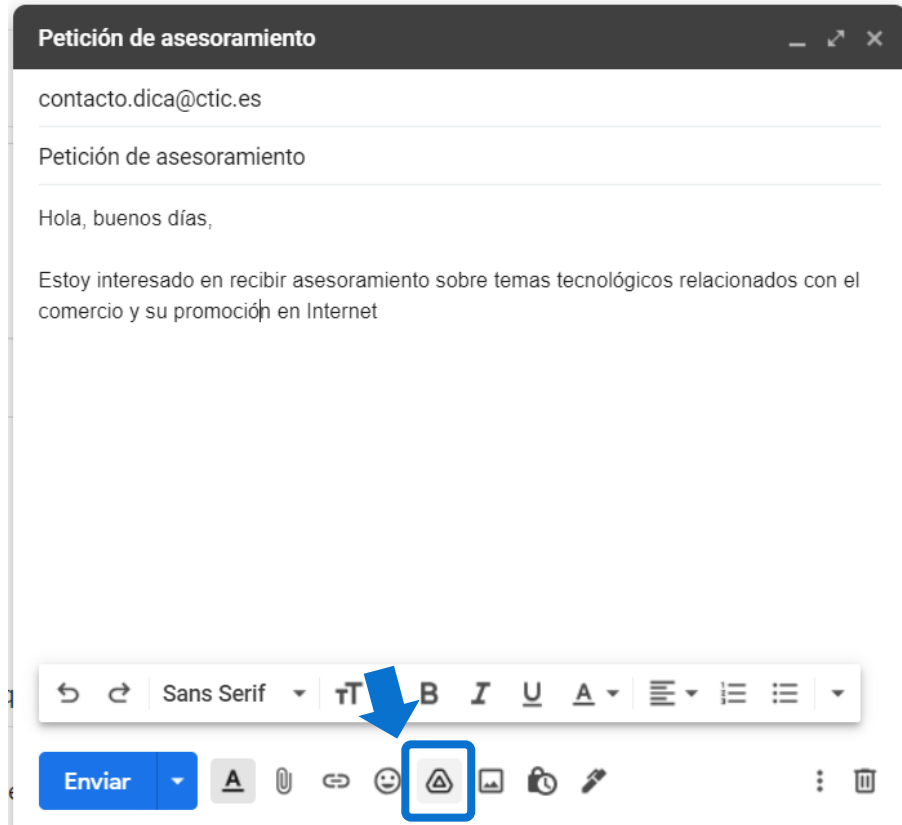 Petición de asesoramiento
contacto.dica@ctic.es
Petición de asesoramiento
Hola, buenos días,
Estoy interesado en recibir asesoramiento sobre temas tecnológicos relacionados con el
comercio y su promoción en Internet
Sans Serif TT B I U A
Enviar A